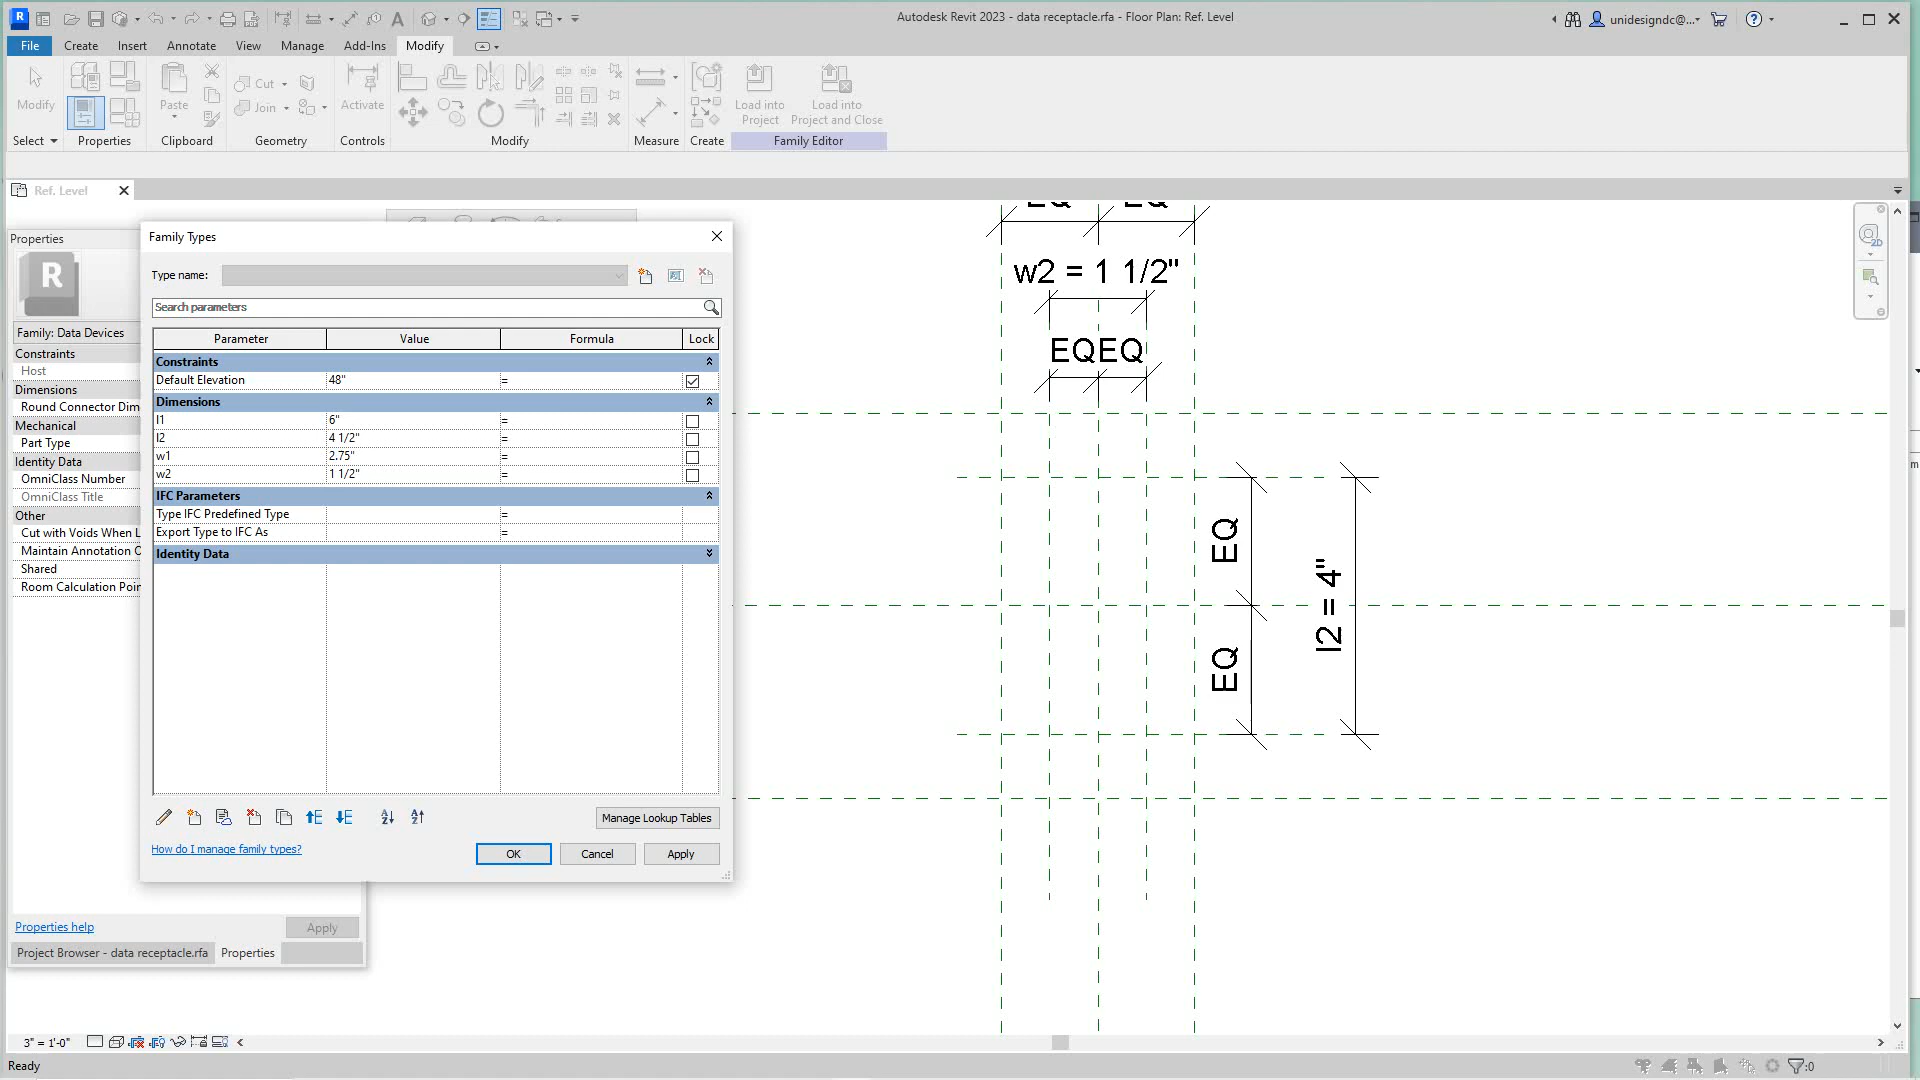 Autodesk Revit 2023 - data receptacle.rfa - Floor Plan: Ref. Level
unidesigndc@...
File Create Insert Annotate View Manage Add-Ins Modify
Modify
Paste
Cut
Join
Activate
Load into
Project
Load into
Project and Close
Select Properties Clipboard Geometry Controls Modify Measure Create Family Editor
Ref. Level
Properties
Family: Data Devices
Constraints
Host
Dimensions
Round Connector Dim
Mechanical
Part Type
Identity Data
OmniClass Number
OmniClass Title
Other
Cut with Voids When L
Maintain Annotation O
Shared
Room Calculation Poin
Properties help
Apply
Project Browser - data receptacle.rfa Properties
Family Types
Type name:
Search parameters
Parameter Value Formula Lock
Constraints
Default Elevation 48" =
Dimensions
l1 6" =
l2 4 1/2" =
w1 2.75" =
w2 1 1/2" =
IFC Parameters
Type IFC Predefined Type =
Export Type to IFC As =
Identity Data
Manage Lookup Tables
How do I manage family types?
OK Cancel Apply
EQ EQ
w2 = 1 1/2"
EQEQ
EQ
EQ
l2 = 4"
2D
3" = 1'-0"
Ready
:0